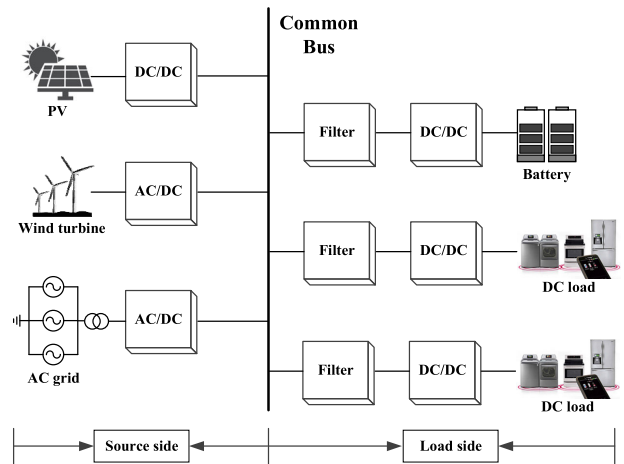 Common
Bus
DC/DC
PV
Filter
DC/DC
Battery
AC/DC
Wind turbine
Filter
DC/DC
DC load
AC/DC
AC grid
Filter
DC/DC
DC load
Source side
Load side